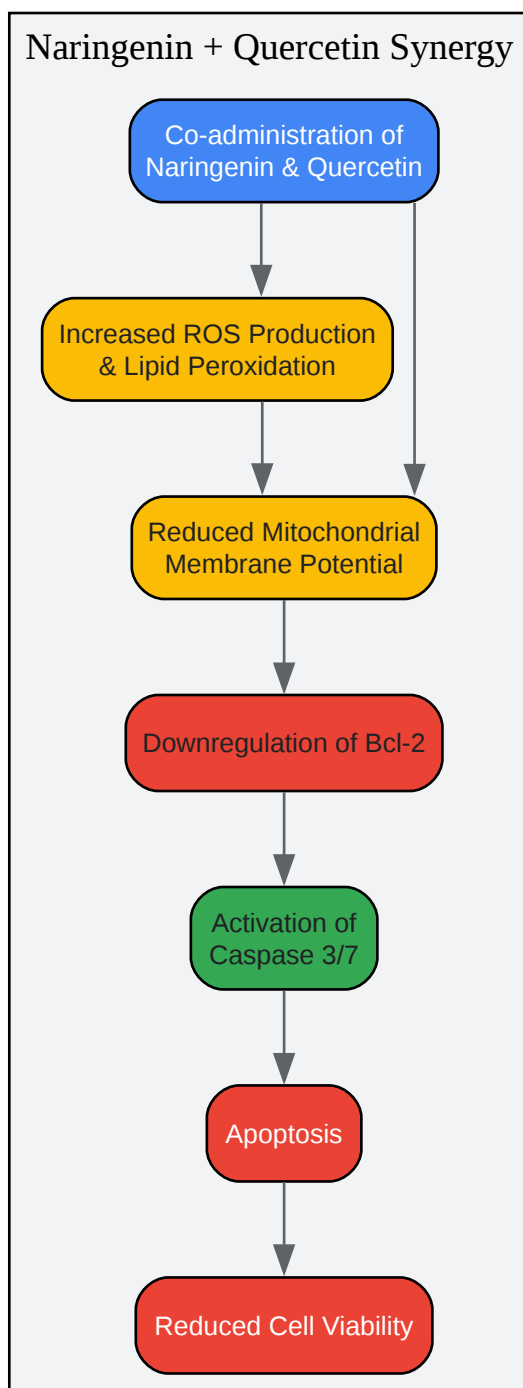 Naringenin + Quercetin Synergy
Co-administration of
Naringenin & Quercetin
Increased ROS Production
& Lipid Peroxidation
Reduced Mitochondrial
Membrane Potential
Downregulation of Bcl-2
Activation of
Caspase 3/7
Apoptosis
Reduced Cell Viability